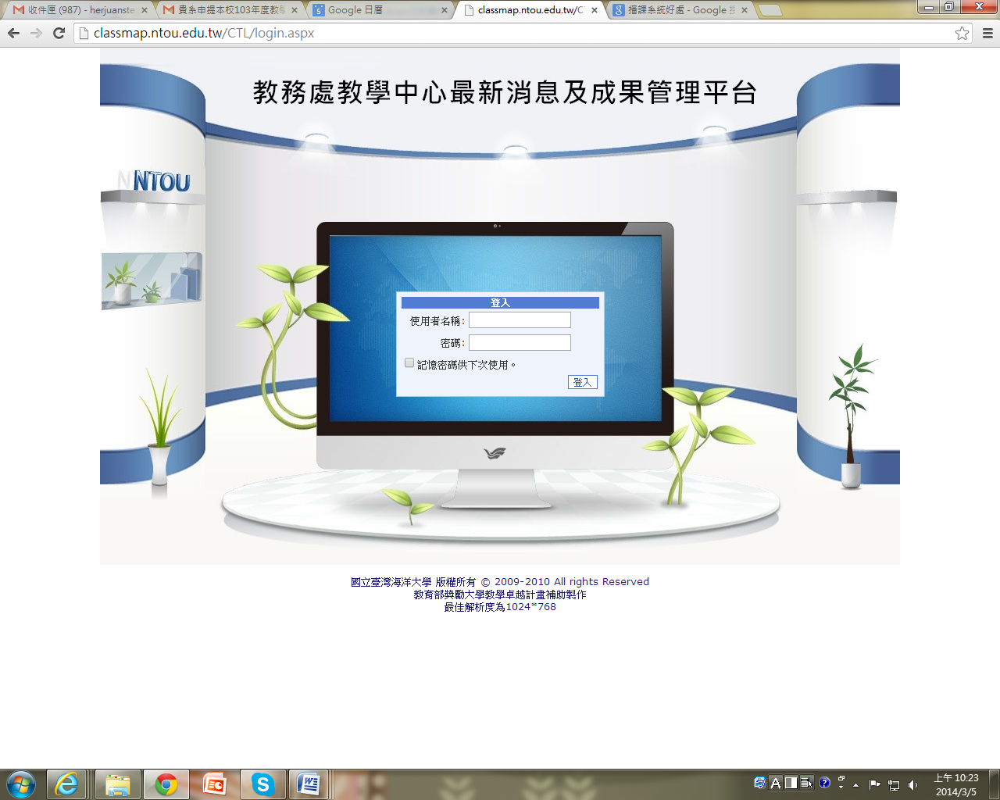 收件匣 (987) - herjuanste
貴系申提本校103年度教學
Google 日曆
classmap.ntou.edu.tw/CT
播課系統好處 - Google 搜
classmap.ntou.edu.tw/CTL/login.aspx
教務處教學中心最新消息及成果管理平台
NTOU
登入
使用者名稱:
密碼:
記憶密碼供下次使用。
登入
國立臺灣海洋大學 版權所有 © 2009-2010 All rights Reserved
教育部獎勵大學教學卓越計畫補助製作
最佳解析度為1024*768
上午 10:23
2014/3/5